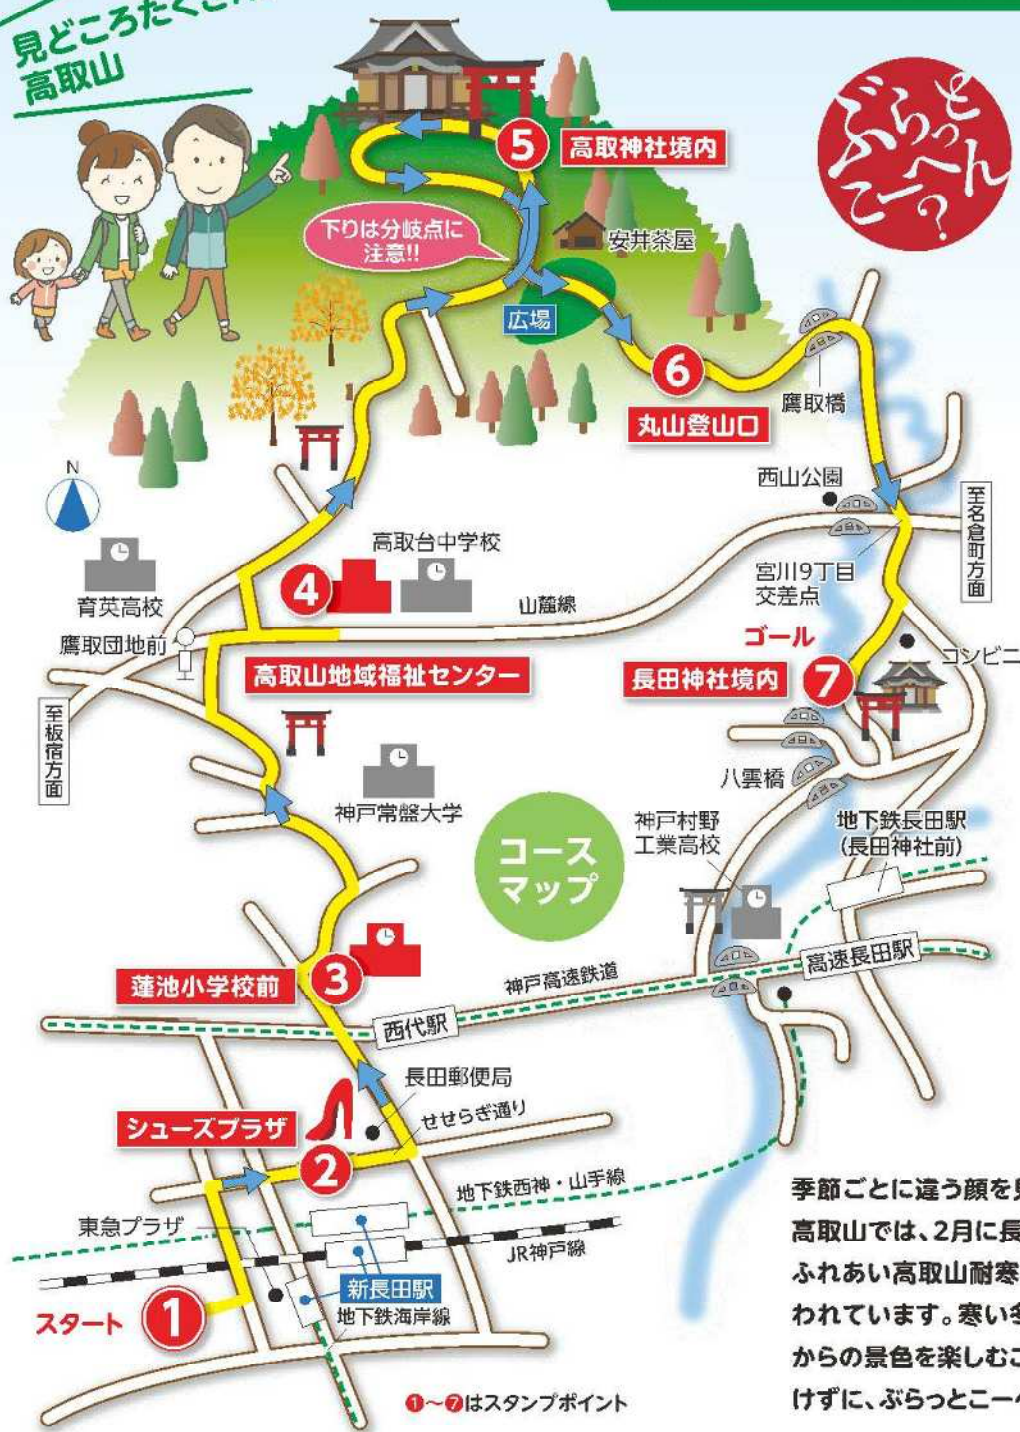 見どころたくさん
高取山
ぶらっと
こーへん?
5
高取神社境内
下りは分岐点に
注意!!
安井茶屋
広場
6
丸山登山口
鷹取橋
N
西山公園
至名倉町方面
高取台中学校
育英高校
4
宮川9丁目
交差点
山麓線
鷹取団地前
ゴール
コンビニ
高取山地域福祉センター
長田神社境内
7
至板宿方面
八雲橋
神戸常盤大学
コース
マップ
神戸村野
工業高校
地下鉄長田駅
(長田神社前)
蓮池小学校前
3
神戸高速鉄道
高速長田駅
西代駅
長田郵便局
シューズプラザ
せせらぎ通り
2
地下鉄西神・山手線
東急プラザ
JR神戸線
新長田駅
スタート
1
地下鉄海岸線
❶~❼はスタンプポイント
季節ごとに違う顔を見
高取山では、2月に長
ふれあい高取山耐寒
われています。寒い冬
からの景色を楽しむこ
けずに、ぶらっとこーへ